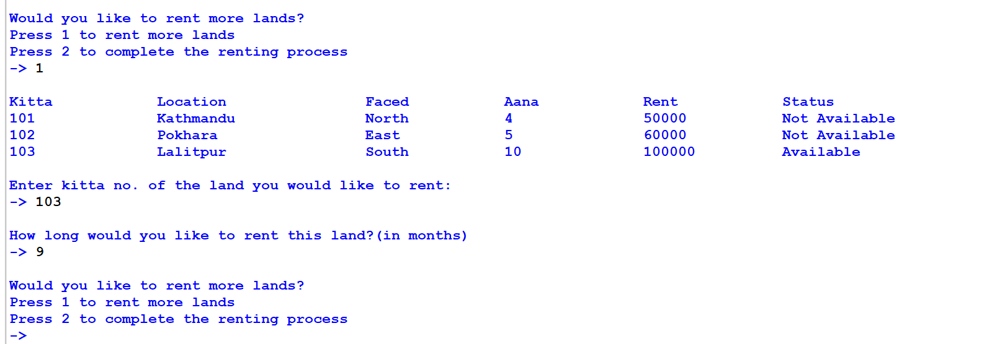 Would you like to rent more lands?
Press 1 to rent more lands
Press 2 to complete the renting process
-> 1
Kitta Location Faced Aana Rent Status
101 Kathmandu North 4 50000 Not Available
102 Pokhara East 5 60000 Not Available
103 Lalitpur South 10 100000 Available
Enter kitta no. of the land you would like to rent:
-> 103
How long would you like to rent this land?(in months)
-> 9
Would you like to rent more lands?
Press 1 to rent more lands
Press 2 to complete the renting process
->